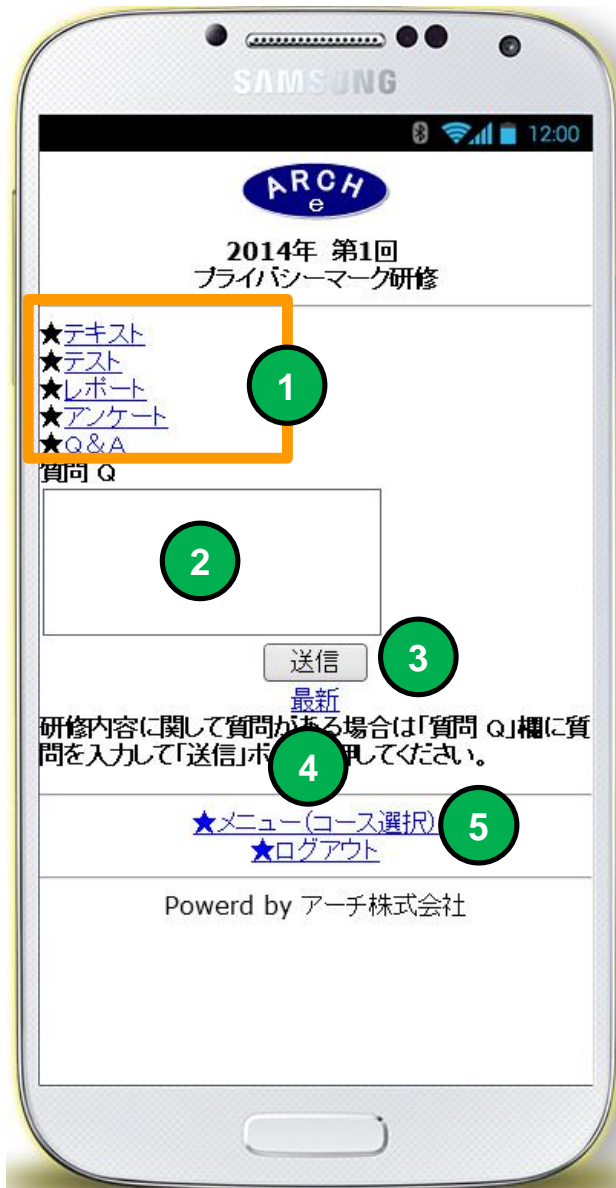 SAMSUNG
12:00
ARCH
e
2014年 第1回
プライバシーマーク研修
★テキスト
★テスト
★レポート
1
★アンケート
★Q&A
質問 Q
2
送信
3
最新
研修内容に関して質問がある場合は「質問 Q」欄に質
問を入力して「送信」ボ 押してください。
4
★メニュー(コース選択)
5
★ログアウト
Powerd by アーチ株式会社